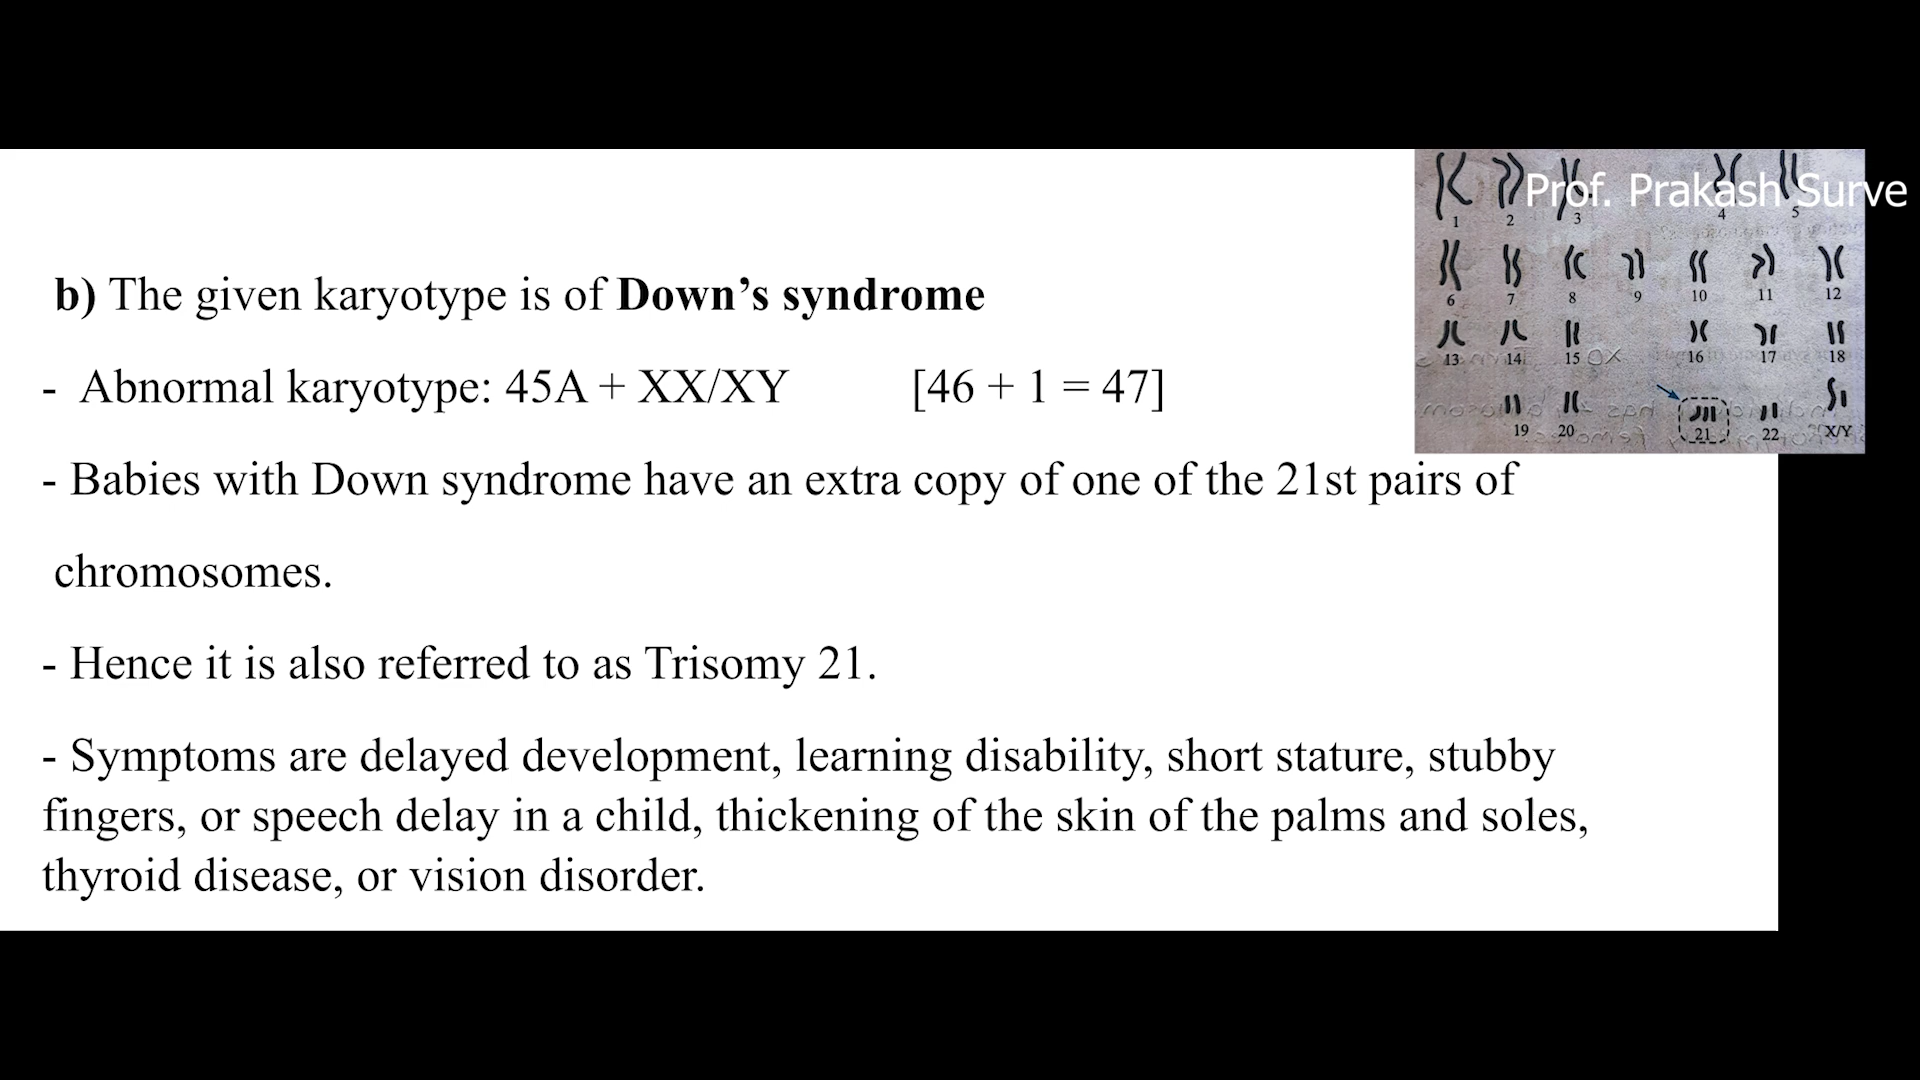 Prof. Prakash Surve
1 2 3 4 5
b) The given karyotype is of Down’s syndrome
6 7 8 9 10 11 12
13 14 15 16 17 18
- Abnormal karyotype: 45A + XX/XY [46 + 1 = 47]
19 20 21 22 X/Y
- Babies with Down syndrome have an extra copy of one of the 21st pairs of
chromosomes.
- Hence it is also referred to as Trisomy 21.
- Symptoms are delayed development, learning disability, short stature, stubby
fingers, or speech delay in a child, thickening of the skin of the palms and soles,
thyroid disease, or vision disorder.